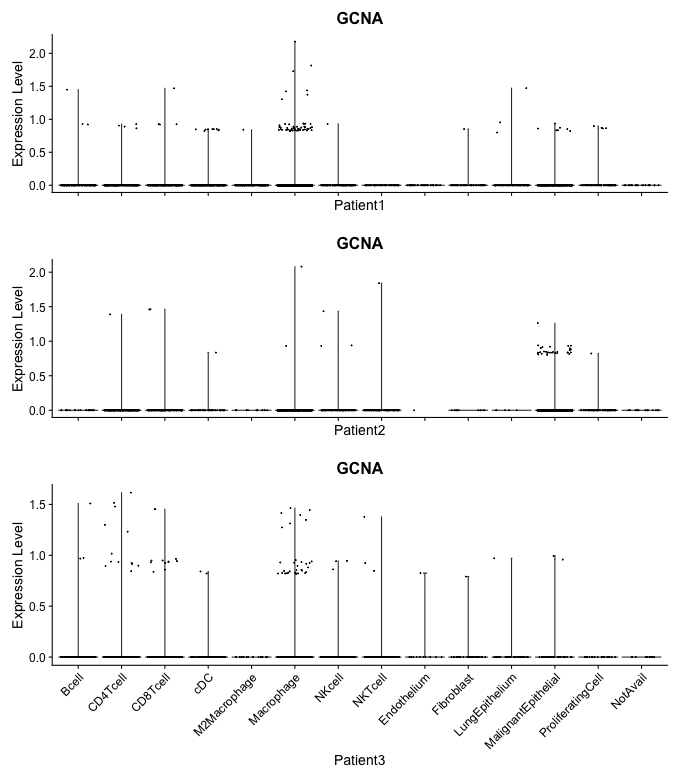 GCNA
Expression Level
2.0
1.5
1.0
0.5
0.0
Patient1
GCNA
Expression Level
2.0
1.5
1.0
0.5
0.0
Patient2
GCNA
Expression Level
1.5
1.0
0.5
0.0
Bcell
CD4Tcell
CD8Tcell
cDC
M2Macrophage
Macrophage
NKcell
NKTcell
Endothelium
Fibroblast
LungEpithelium
MalignantEpithelial
ProliferatingCell
NotAvail
Patient3